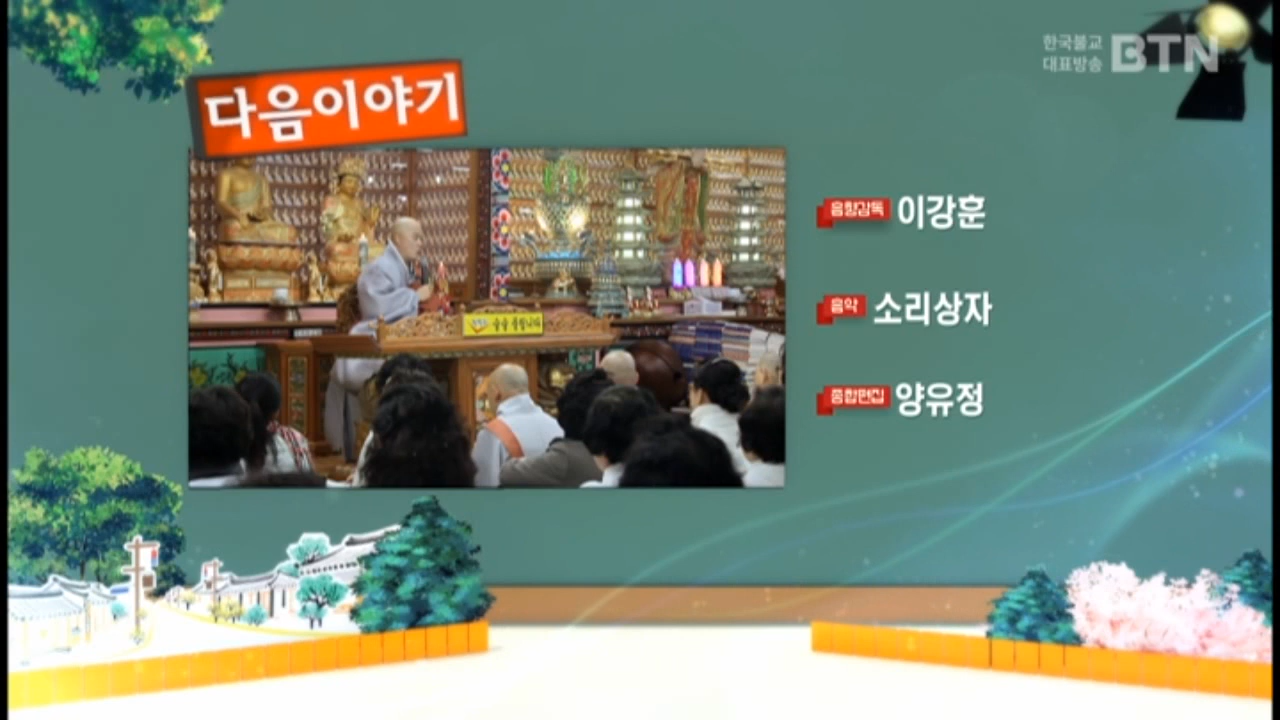 한국불교
대표방송 BTN
다음이야기
음향감독 이강훈
음악 소리상자
종합편집 양유정